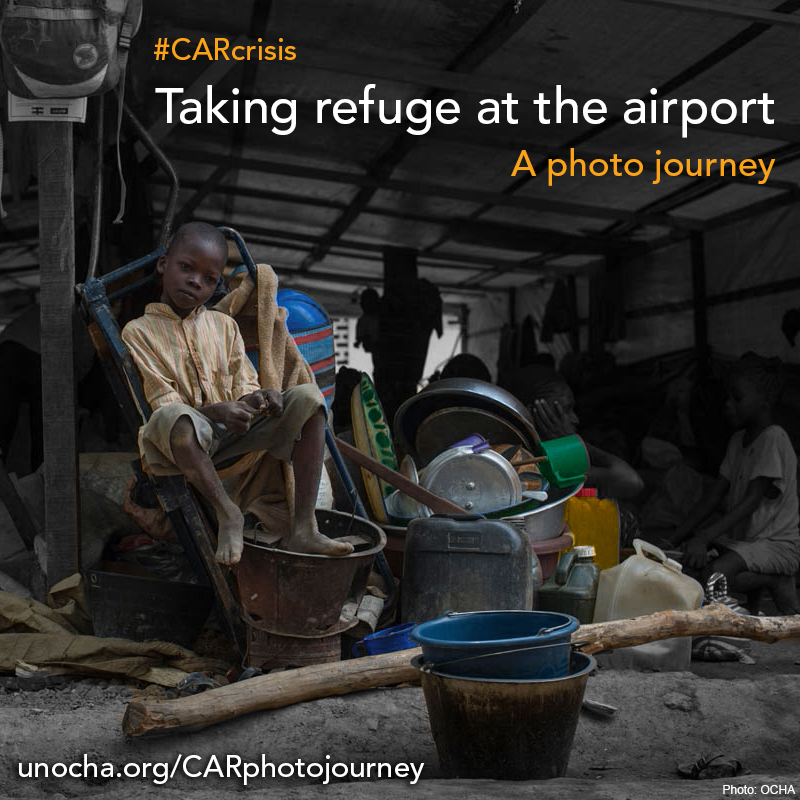 #CARcrisis
Taking refuge at the airport
A photo journey
unocha.org/CARphotojourney
Photo: OCHA